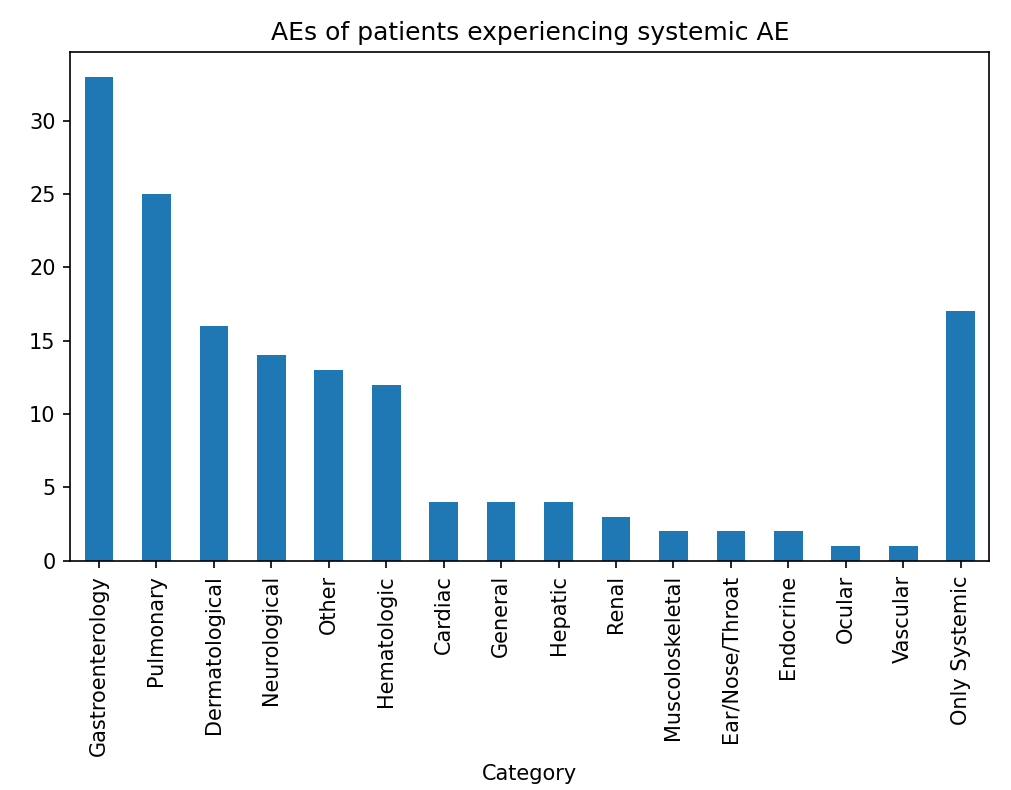 AEs of patients experiencing systemic AE
30
25
20
15
10
5
0
Gastroenterology
Pulmonary
Dermatological
Neurological
Other
Hematologic
Cardiac
General
Hepatic
Renal
Muscoloskeletal
Ear/Nose/Throat
Endocrine
Ocular
Vascular
Only Systemic
Category